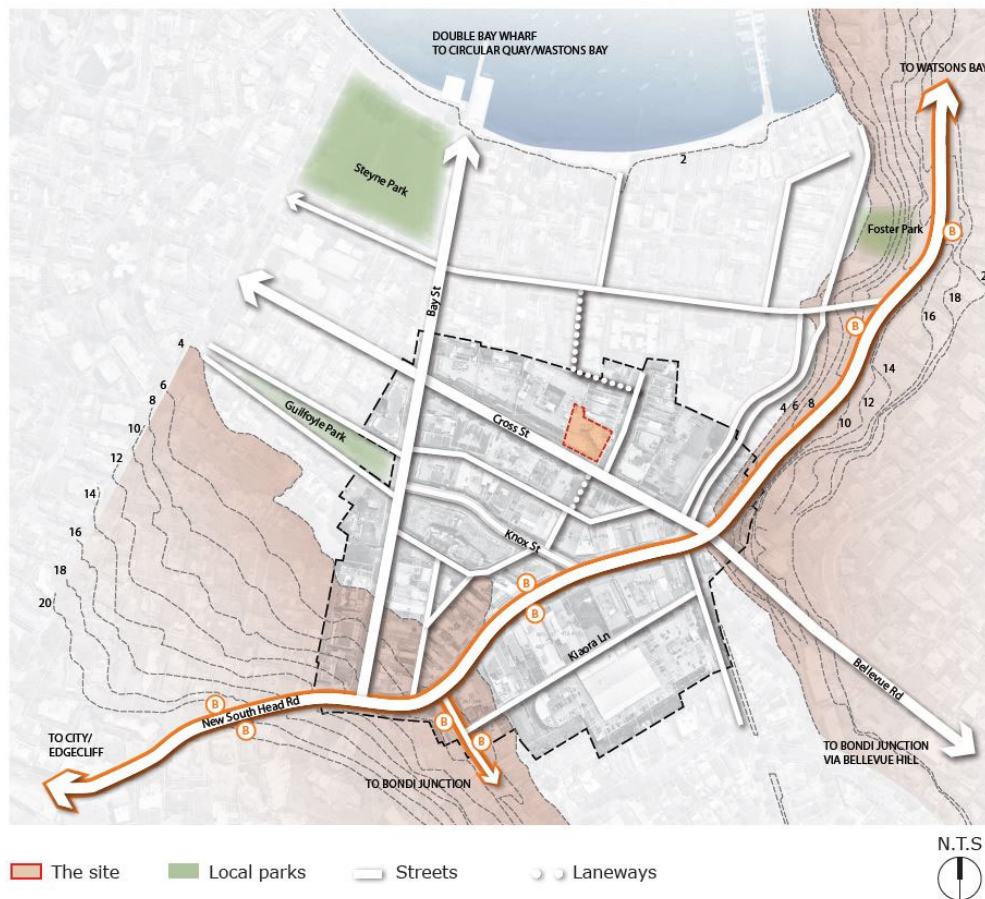 DOUBLE BAY WHARF
TO CIRCULAR QUAY/WASTONS BAY
TO WATSONS BAY
2
Steyne Park
Foster Park
B
2
18
16
B
Bay St
14
12
10
4 6 8
4
6
8
10
12
14
16
18
20
Guilfoyle Park
Cross St
Knox St
B
B
Kiaora Ln
Bellevue Rd
B
New South Head Rd
B
B
B
TO CITY/
EDGECLIFF
TO BONDI JUNCTION
TO BONDI JUNCTION
VIA BELLEVUE HILL
N.T.S
The site
Local parks
Streets
Laneways